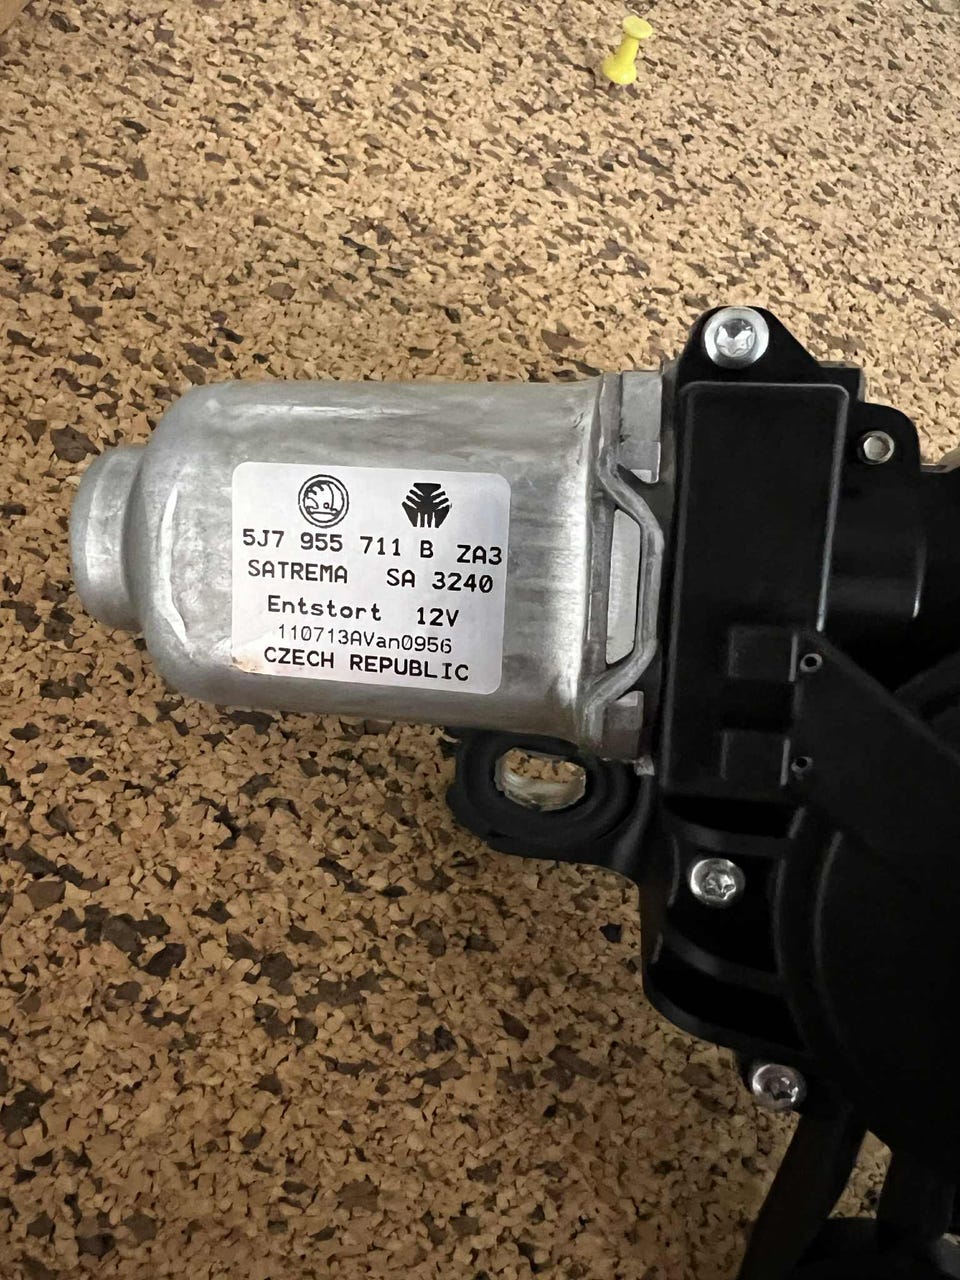 5J7 955 711 B ZA3
SATREMA SA 3240
Entstort 12V
110713AVan0956
CZECH REPUBLIC